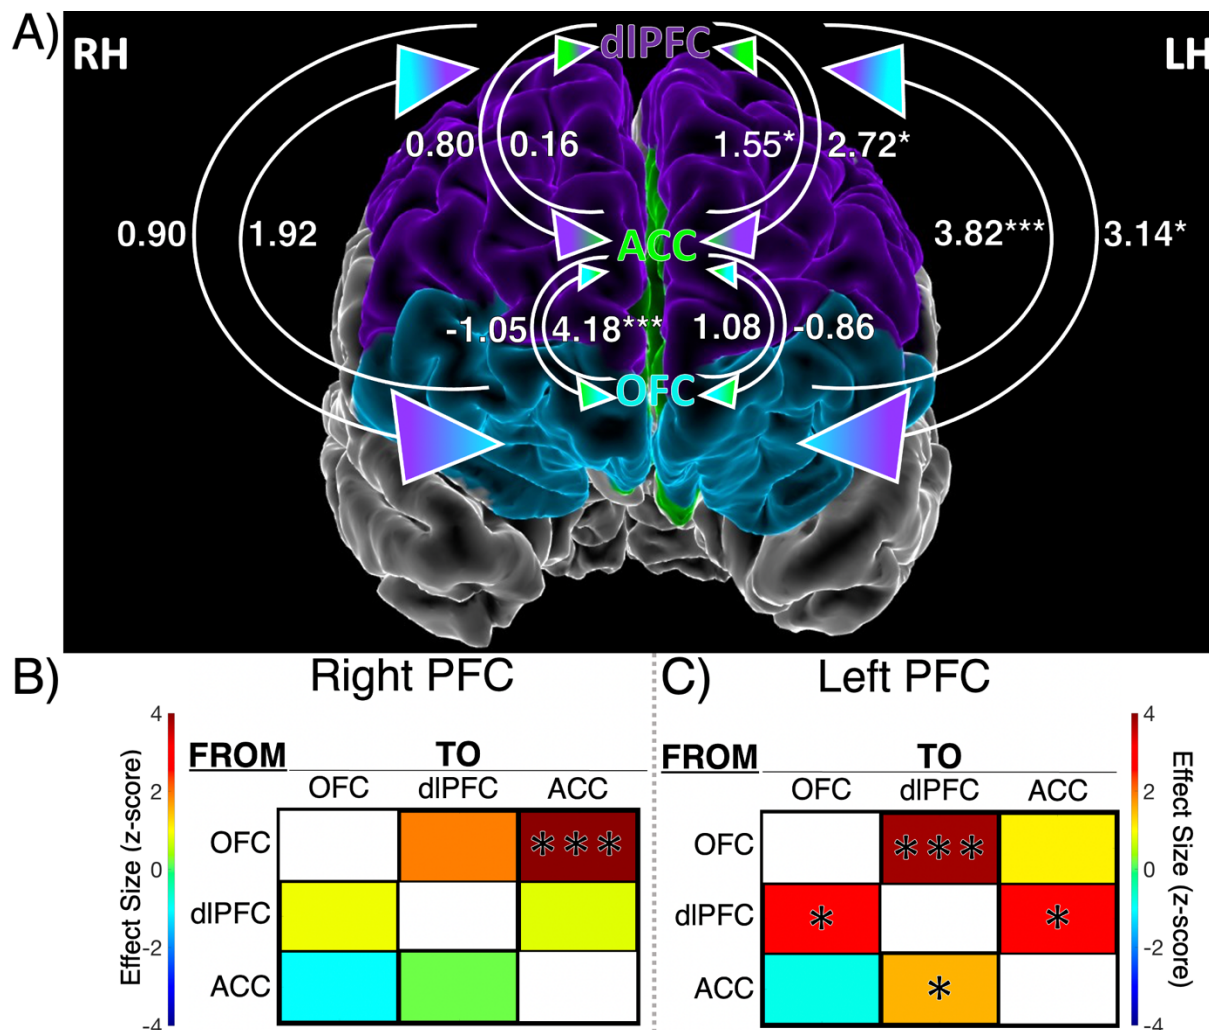 A)
RH
dlPFC
LH
0.80
0.16
1.55*
2.72*
0.90
1.92
ACC
3.82***
3.14*
-1.05
4.18***
1.08
-0.86
OFC
B)
Right PFC
Effect Size (z-score)
4
2
0
-2
-4
FROM
TO
OFC
dlPFC
ACC
OFC
***
dlPFC
ACC
C)
Left PFC
FROM
TO
OFC
dlPFC
ACC
OFC
***
dlPFC
*
*
ACC
*
4
2
0
-2
-4
Effect Size (z-score)